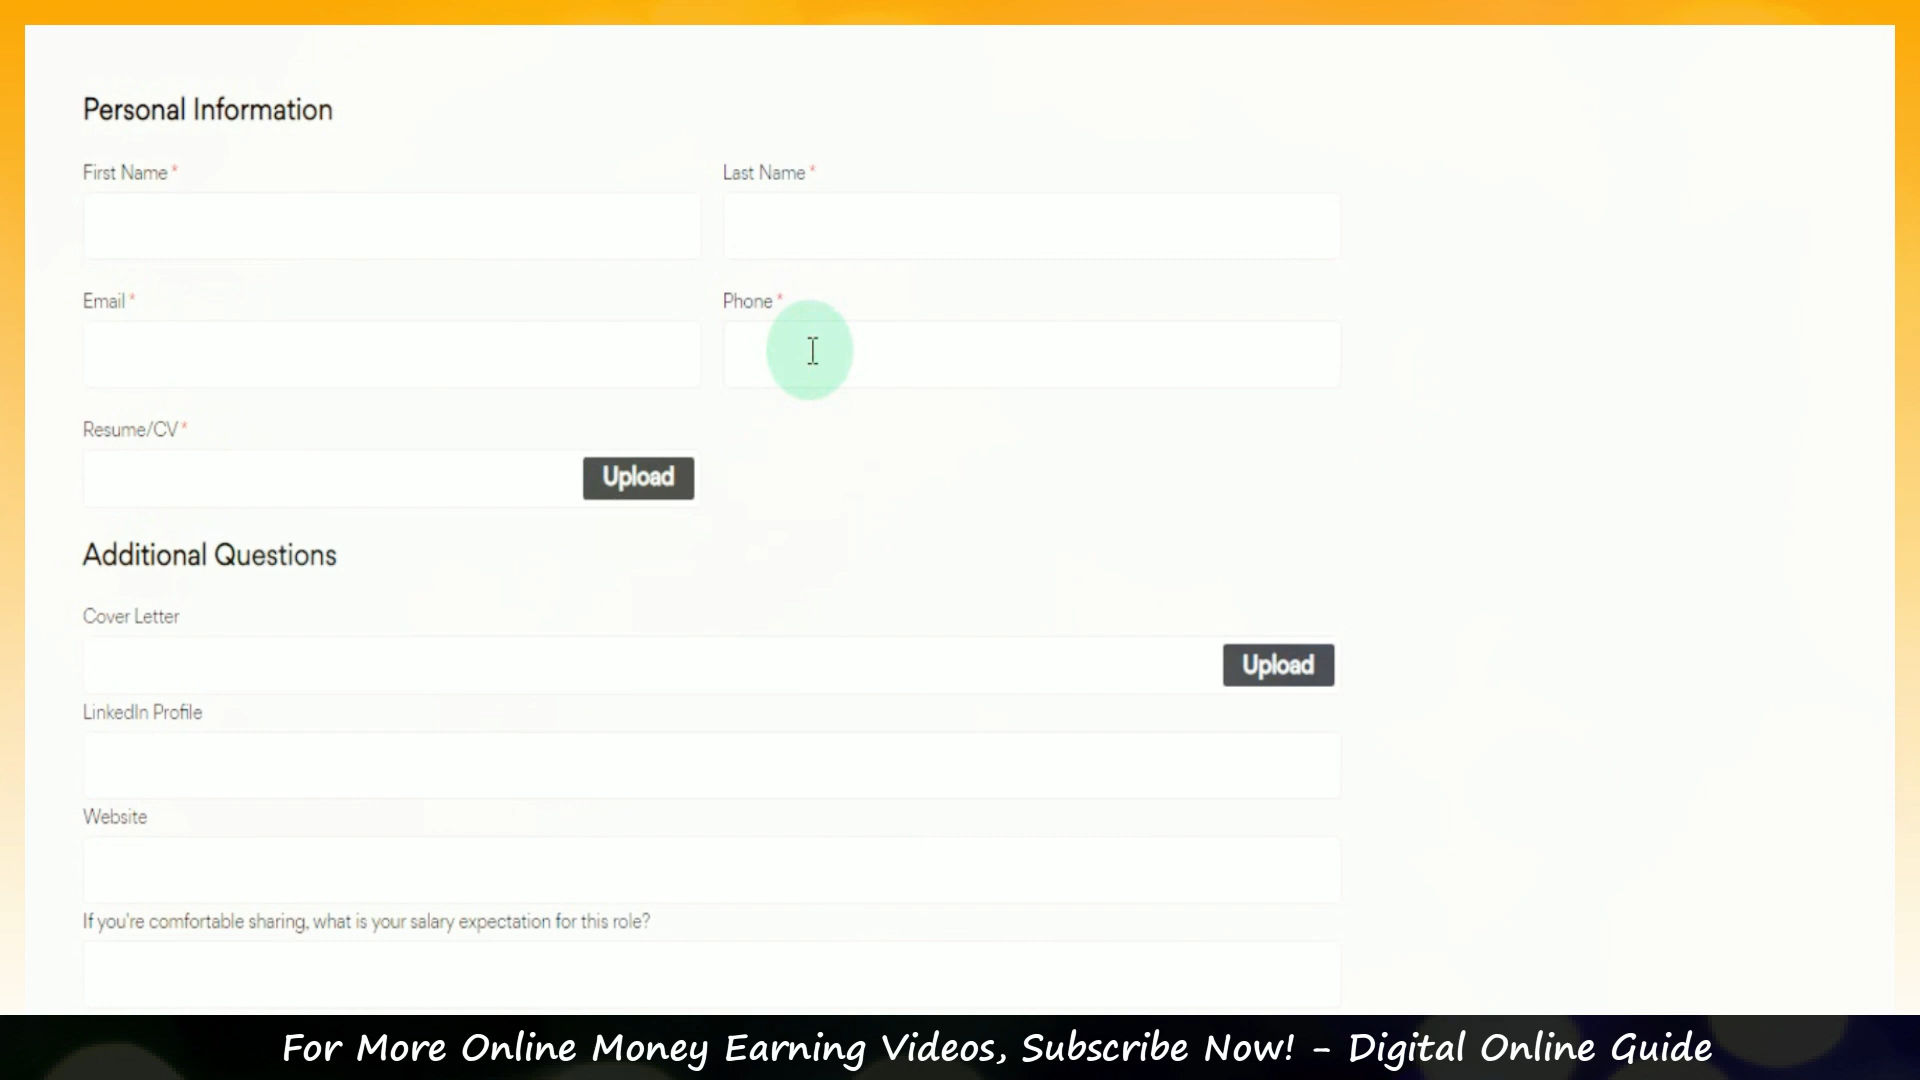 Personal Information
First Name *
Last Name *
Email *
Phone *
Resume/CV *
Upload
Additional Questions
Cover Letter
Upload
LinkedIn Profile
Website
If you're comfortable sharing, what is your salary expectation for this role?
For More Online Money Earning Videos, Subscribe Now! - Digital Online Guide